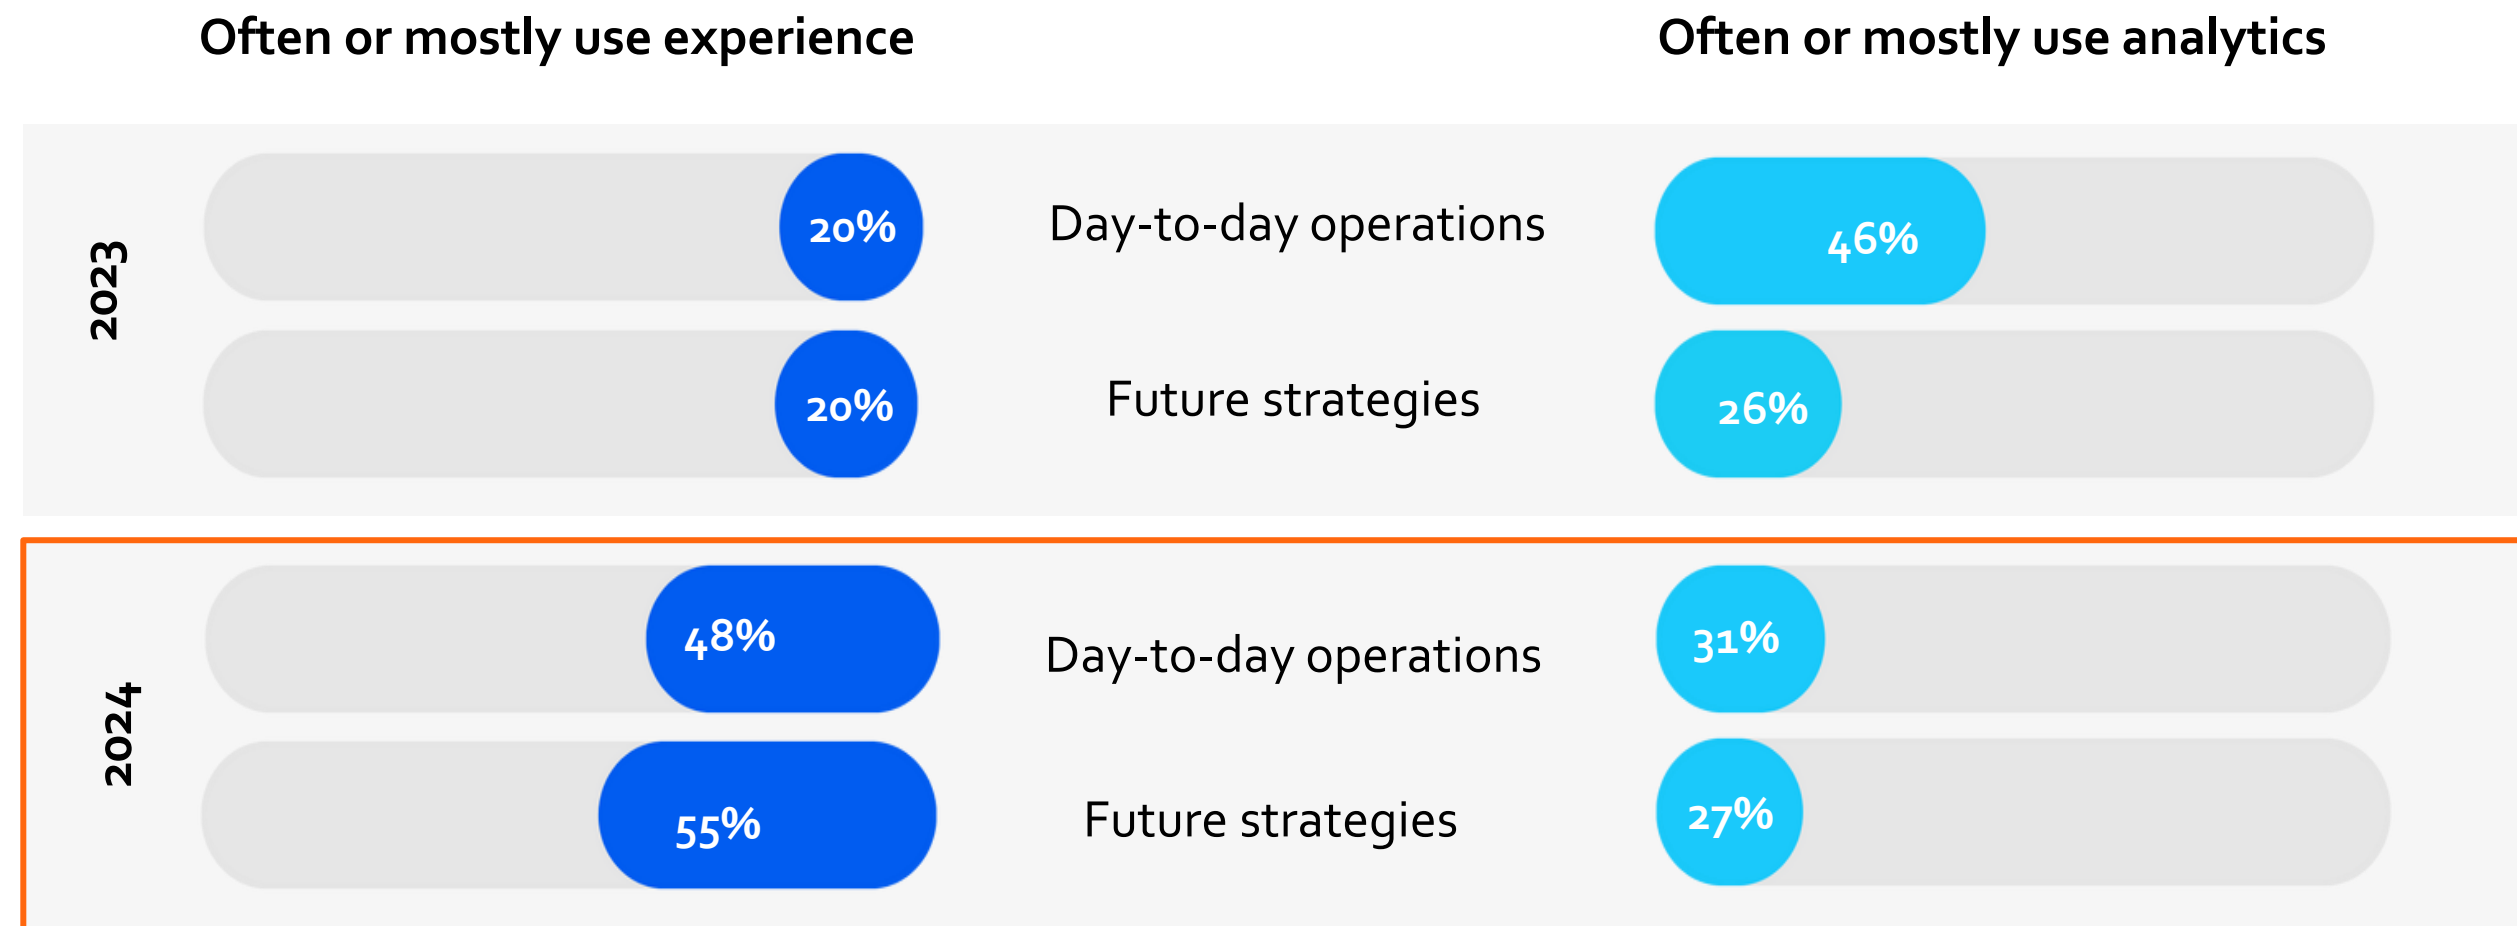 Often or mostly use experience
Often or mostly use analytics
2023
20%
Day-to-day operations
46%
20%
Future strategies
26%
2024
48%
Day-to-day operations
31%
55%
Future strategies
27%